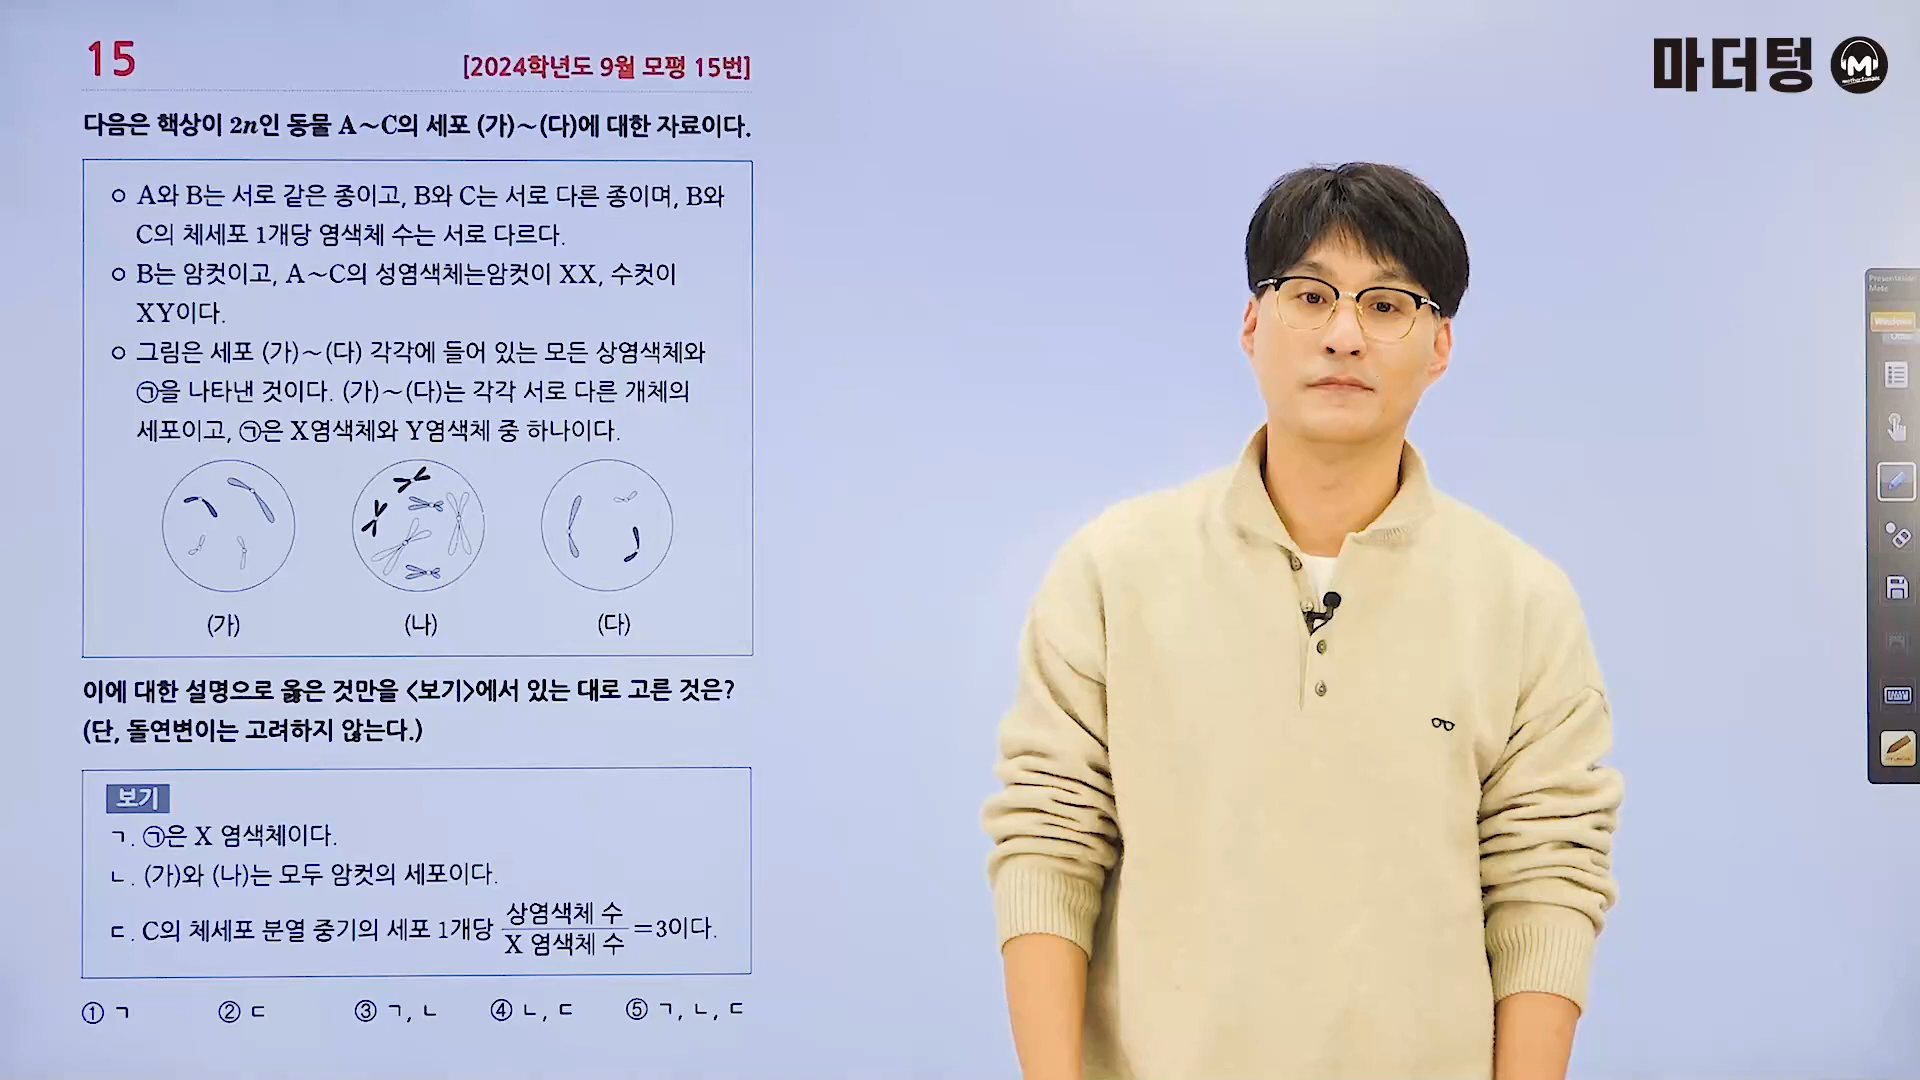 15
[2024학년도 9월 모평 15번]
마더텅
다음은 핵상이 2n인 동물 A~C의 세포 (가)~(다)에 대한 자료이다.
○ A와 B는 서로 같은 종이고, B와 C는 서로 다른 종이며, B와
C의 체세포 1개당 염색체 수는 서로 다르다.
○ B는 암컷이고, A~C의 성염색체는암컷이 XX, 수컷이
XY이다.
○ 그림은 세포 (가)~(다) 각각에 들어 있는 모든 상염색체와
㉠을 나타낸 것이다. (가)~(다)는 각각 서로 다른 개체의
세포이고, ㉠은 X염색체와 Y염색체 중 하나이다.
(가) (나) (다)
이에 대한 설명으로 옳은 것만을 <보기>에서 있는 대로 고른 것은?
(단, 돌연변이는 고려하지 않는다.)
보기
ㄱ. ㉠은 X 염색체이다.
ㄴ. (가)와 (나)는 모두 암컷의 세포이다.
ㄷ. C의 체세포 분열 중기의 세포 1개당 상염색체 수 / X 염색체 수 =3이다.
① ㄱ ② ㄷ ③ ㄱ, ㄴ ④ ㄴ, ㄷ ⑤ ㄱ, ㄴ, ㄷ